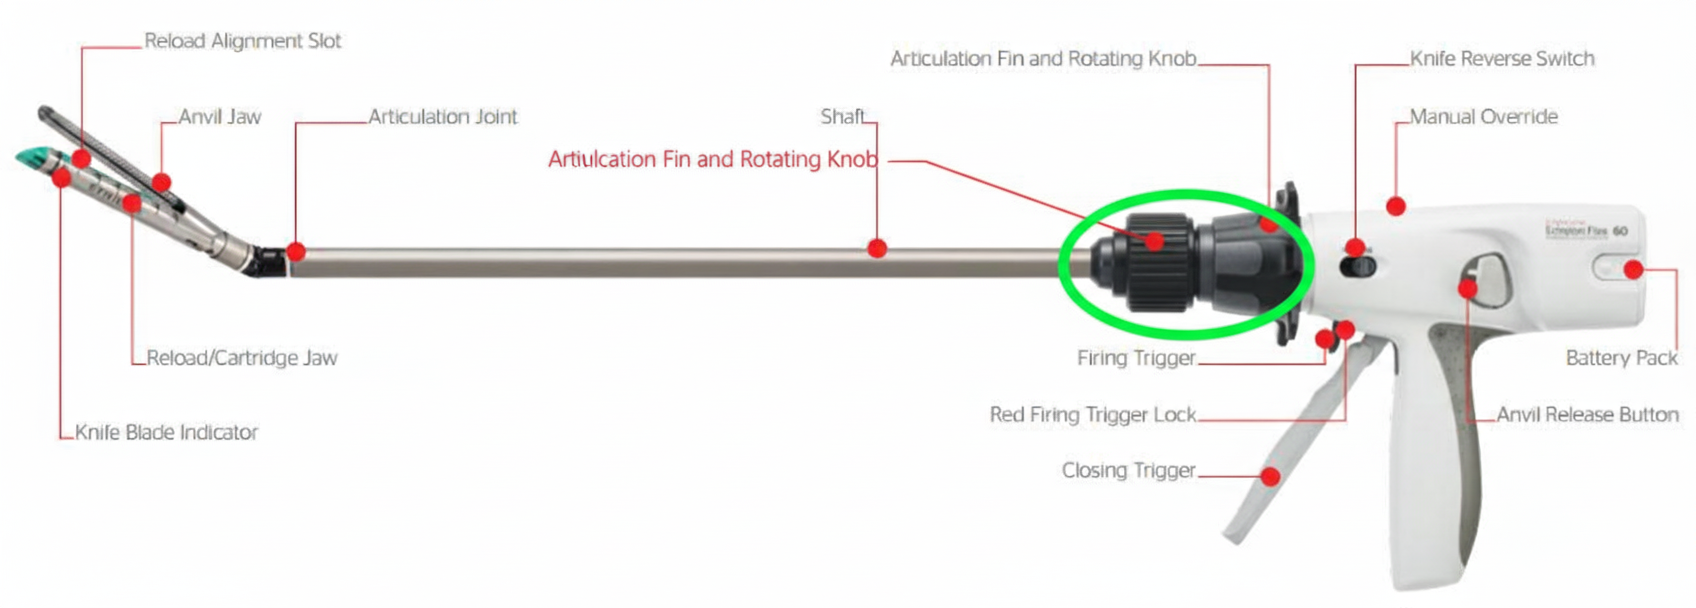 Reload Alignment Slot
Articulation Fin and Rotating Knob
Knife Reverse Switch
Anvil Jaw
Articulation Joint
Shaft
Manual Override
Artiulcation Fin and Rotating Knob
60
Reload/Cartridge Jaw
Firing Trigger
Battery Pack
Knife Blade Indicator
Red Firing Trigger Lock
Anvil Release Button
Closing Trigger